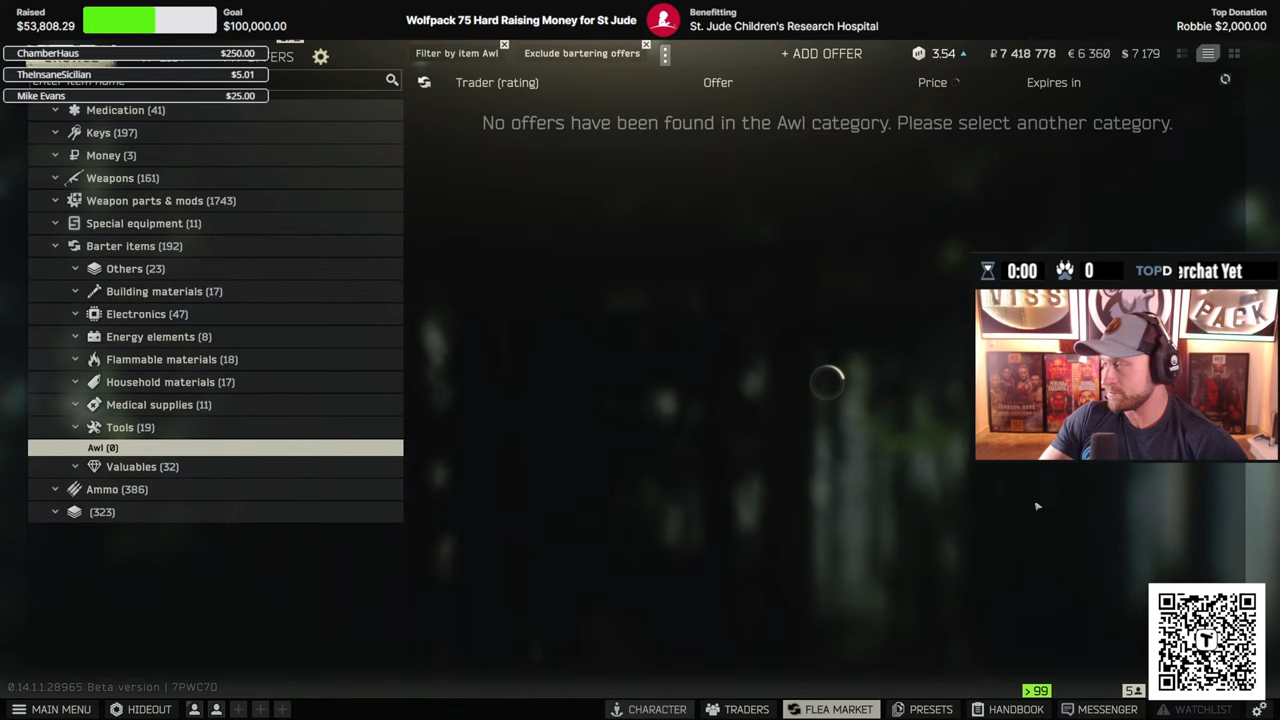 Raised
$53,808.29
Goal
$100,000.00
Wolfpack 75 Hard Raising Money for St Jude
Benefitting
St. Jude Children's Research Hospital
Top Donation
Robbie $2,000.00
ChamberHaus $250.00
TheInsaneSicilian $5.01
Mike Evans $25.00
Filter by item Awl
Exclude bartering offers
+ ADD OFFER
3.54
₽ 7 418 778
€ 6 360
$ 7 179
Trader (rating)
Offer
Price
Expires in
No offers have been found in the Awl category. Please select another category.
Medication (41)
Keys (197)
Money (3)
Weapons (161)
Weapon parts & mods (1743)
Special equipment (11)
Barter items (192)
Others (23)
Building materials (17)
Electronics (47)
Energy elements (8)
Flammable materials (18)
Household materials (17)
Medical supplies (11)
Tools (19)
Awl (0)
Valuables (32)
Ammo (386)
(323)
0:00
0
TOPD
erchat Yet
PACK
0.14.1.1.28965 Beta version | 7PWC7D
>99
5
MAIN MENU
HIDEOUT
CHARACTER
TRADERS
FLEA MARKET
PRESETS
HANDBOOK
MESSENGER
WATCHLIST